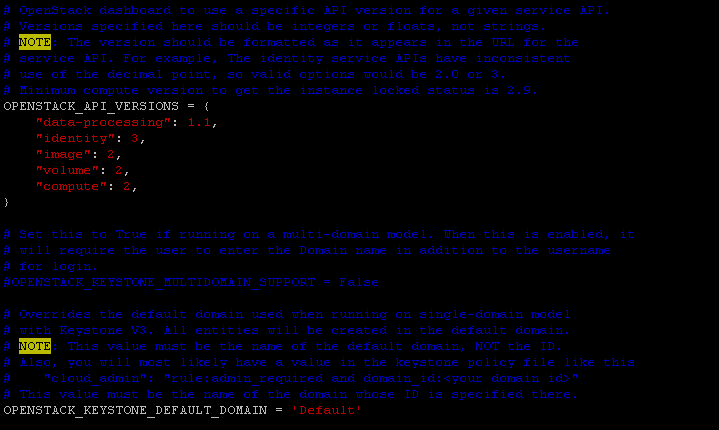 # OpenStack dashboard to use a specific API version for a given service API.
# Versions specified here should be integers or floats, not strings.
# NOTE: The version should be formatted as it appears in the URL for the
# service API. For example, The identity service APIs have inconsistent
# use of the decimal point, so valid options would be 2.0 or 3.
# Minimum compute version to get the instance locked status is 2.9.
OPENSTACK_API_VERSIONS = {
    "data-processing": 1.1,
    "identity": 3,
    "image": 2,
    "volume": 2,
    "compute": 2,
}

# Set this to True if running on a multi-domain model. When this is enabled, it
# will require the user to enter the Domain name in addition to the username
# for login.
#OPENSTACK_KEYSTONE_MULTIDOMAIN_SUPPORT = False

# Overrides the default domain used when running on single-domain model
# with Keystone V3. All entities will be created in the default domain.
# NOTE: This value must be the name of the default domain, NOT the ID.
# Also, you will most likely have a value in the keystone policy file like this
#    "cloud_admin": "rule:admin_required and domain_id:<your domain id>"
# This value must be the name of the domain whose ID is specified there.
OPENSTACK_KEYSTONE_DEFAULT_DOMAIN = 'Default'